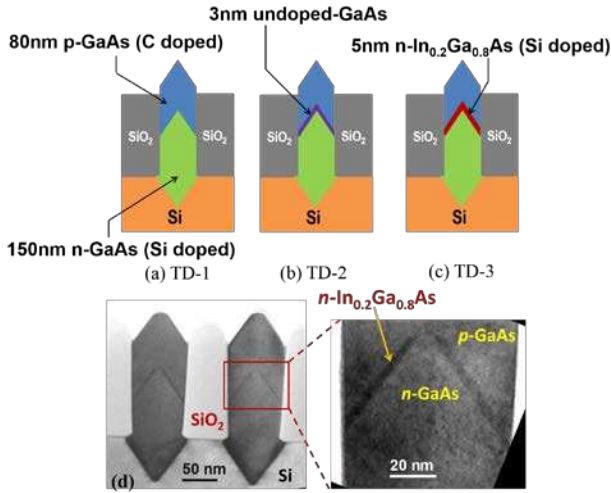 3nm undoped-GaAs
80nm p-GaAs (C doped)
5nm n-In0.2Ga0.8As (Si doped)
SiO2 SiO2 SiO2 SiO2 SiO2 SiO2
Si Si Si
150nm n-GaAs (Si doped)
(a) TD-1 (b) TD-2 (c) TD-3
n-In0.2Ga0.8As
p-GaAs
n-GaAs
SiO2
(d) 50 nm Si 20 nm